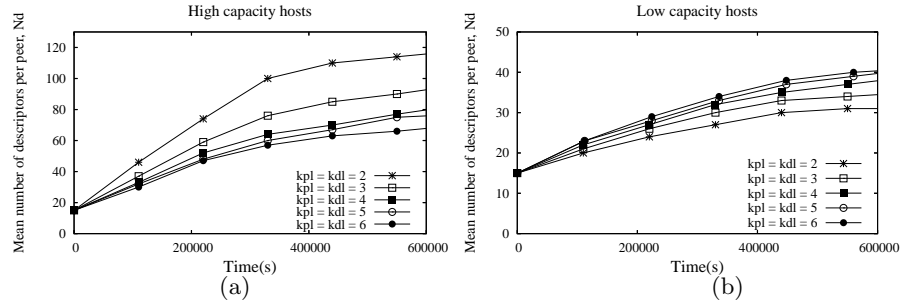 High capacity hosts
Mean number of descriptors per peer, Nd
120
100
80
60
40
20
0
0
200000
400000
600000
Time(s)
kpl = kdl = 2
kpl = kdl = 3
kpl = kdl = 4
kpl = kdl = 5
kpl = kdl = 6
(a)
Low capacity hosts
Mean number of descriptors per peer, Nd
50
40
30
20
10
0
0
200000
400000
600000
Time(s)
kpl = kdl = 2
kpl = kdl = 3
kpl = kdl = 4
kpl = kdl = 5
kpl = kdl = 6
(b)